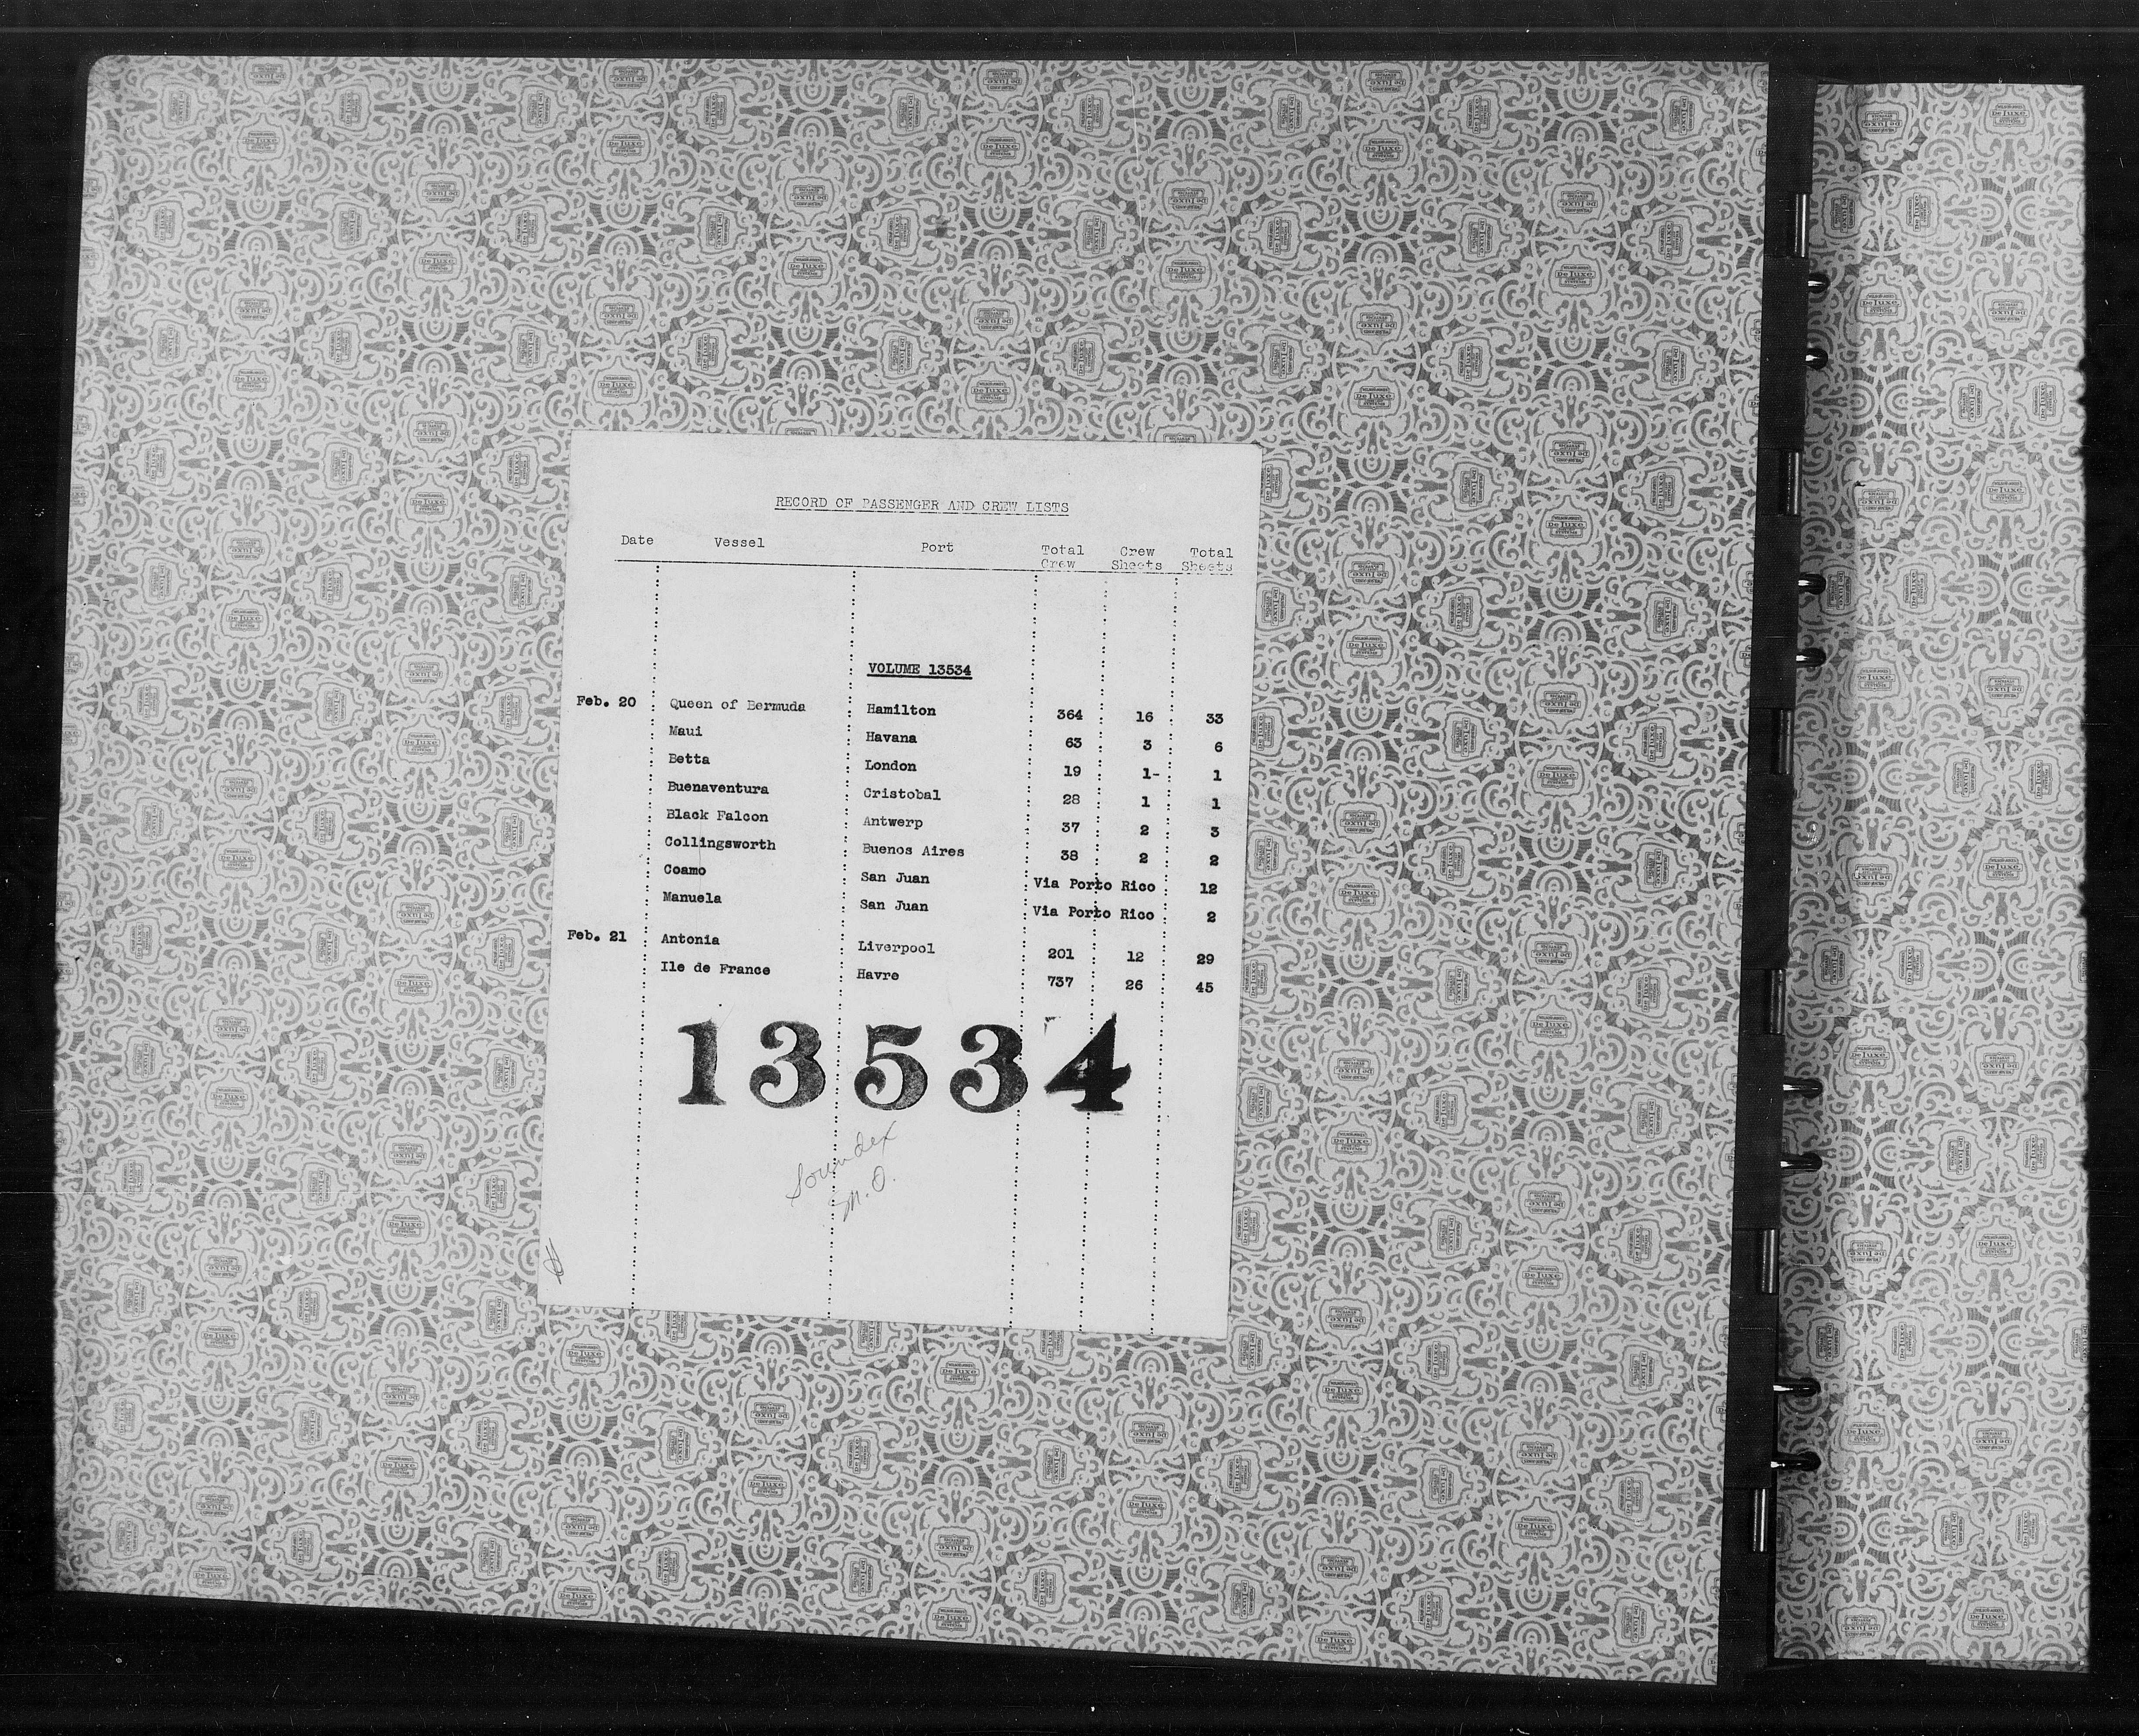 RECORD OF PASSENGER AND CREW LISTS
Date Vessel Port Total Crew Crew Sheets Total Sheets
VOLUME 13534
Feb. 20 Queen of Bermuda Hamilton 364 16 33
Maui Havana 63 3 6
Betta London 19 1- 1
Buenaventura Cristobal 28 1 1
Black Falcon Antwerp 37 2 3
Collingsworth Buenos Aires 38 2 2
Coamo San Juan Via Porto Rico 12
Manuela San Juan Via Porto Rico 2
Feb. 21 Antonia Liverpool 201 12 29
Ile de France Havre 737 26 45
13534
Soundex
M.O.